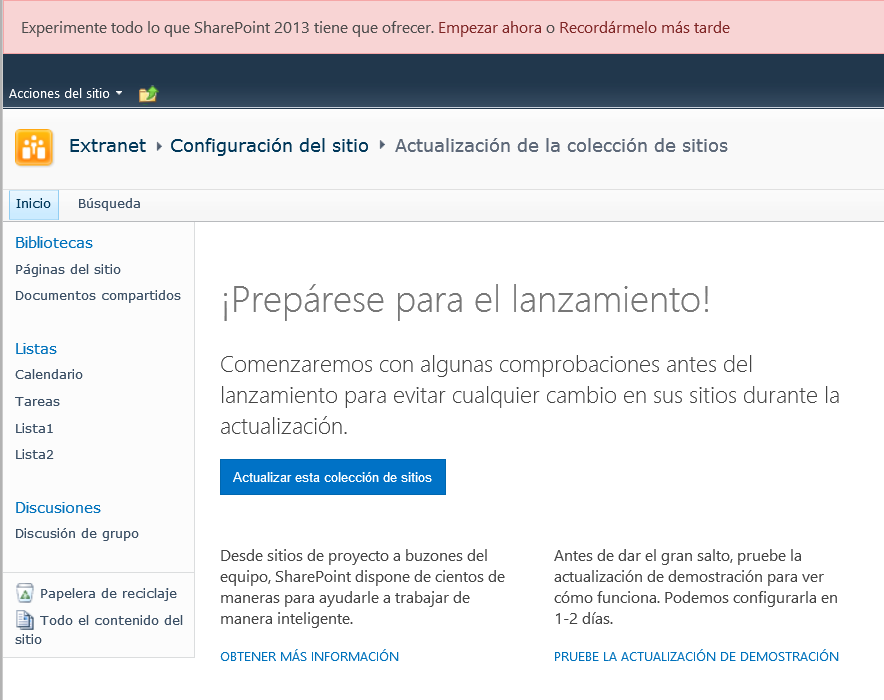 Experimente todo lo que SharePoint 2013 tiene que ofrecer. Empezar ahora o Recordármelo más tarde
Acciones del sitio
Extranet Configuración del sitio Actualización de la colección de sitios
Inicio Búsqueda
Bibliotecas
Páginas del sitio
Documentos compartidos
Listas
Calendario
Tareas
Lista1
Lista2
Discusiones
Discusión de grupo
Papelera de reciclaje
Todo el contenido del
sitio
¡Prepárese para el lanzamiento!
Comenzaremos con algunas comprobaciones antes del
lanzamiento para evitar cualquier cambio en sus sitios durante la
actualización.
Actualizar esta colección de sitios
Desde sitios de proyecto a buzones del
equipo, SharePoint dispone de cientos de
maneras para ayudarle a trabajar de
manera inteligente.
OBTENER MÁS INFORMACIÓN
Antes de dar el gran salto, pruebe la
actualización de demostración para ver
cómo funciona. Podemos configurarla en
1-2 días.
PRUEBE LA ACTUALIZACIÓN DE DEMOSTRACIÓN